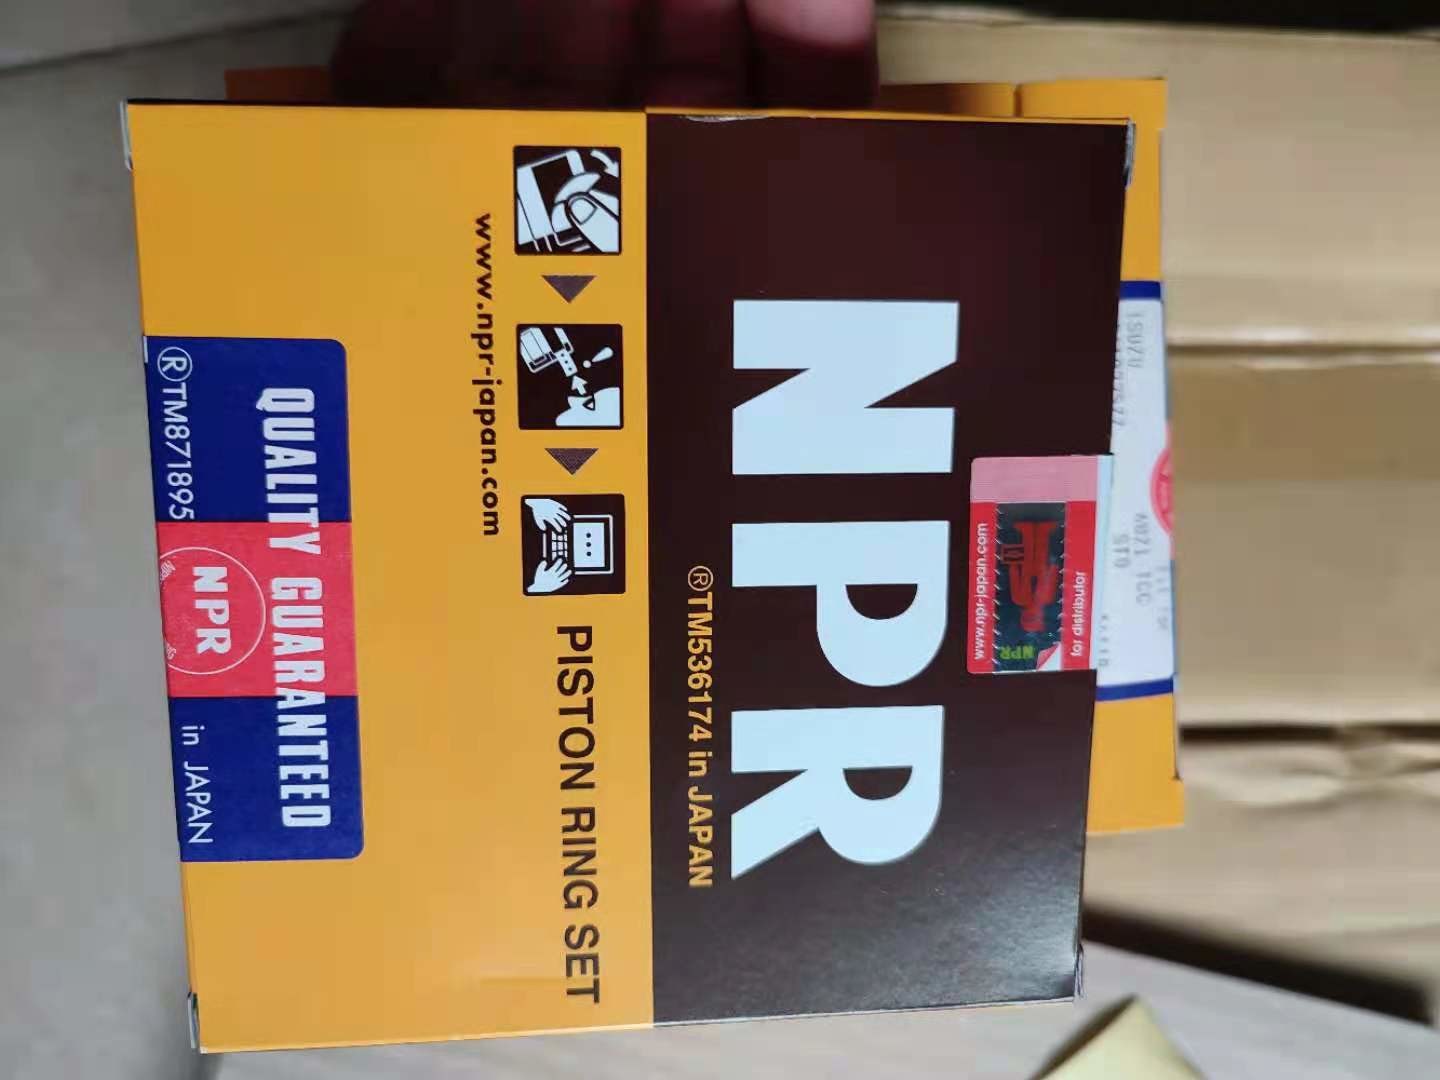 NPR
®TM536174 in JAPAN
PISTON RING SET
www.npr-japan.com
QUALITY GUARANTEED
®TM871895
NPR
in JAPAN
for distributor
NPR
www.npr-japan.com
ISUZU
TCC
STD